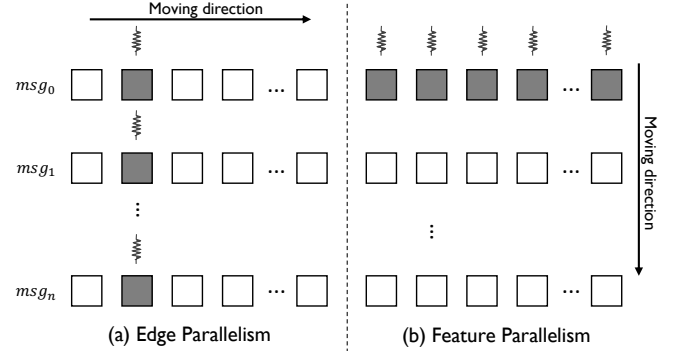 Moving direction
msg₀
...
...
msg₁
...
...
Moving direction
...
...
msgₙ
...
...
(a) Edge Parallelism
(b) Feature Parallelism